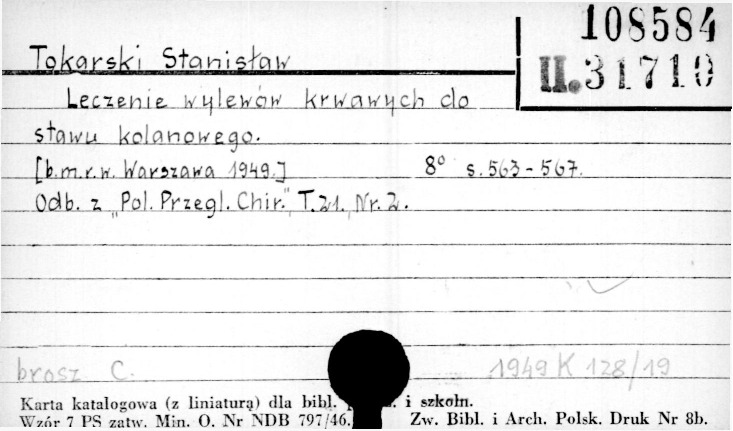 108584
Tokarski Stanisław
II.31710
Leczenie wylewów krwawych do
stawu kolanowego.
[b.m.r.w. Warszawa 1949.] 8° s. 563-567.
Odb. z "Pol. Przegl. Chir.", T. 21., Nr. 2.
brosz C. 1949 K 128/19
Karta katalogowa (z liniaturą) dla bibl. i szkoln.
Wzór 7 PS zatw. Min. O. Nr NDB 797/46. Zw. Bibl. i Arch. Polsk. Druk Nr 8b.